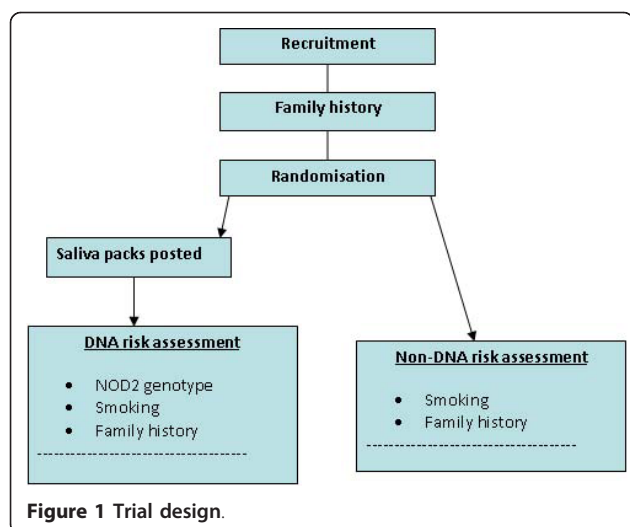 Recruitment
Family history
Randomisation
Saliva packs posted
DNA risk assessment
• NOD2 genotype
• Smoking
• Family history
-----------------------------------
Non-DNA risk assessment
• Smoking
• Family history
-----------------------------------
Figure 1 Trial design.